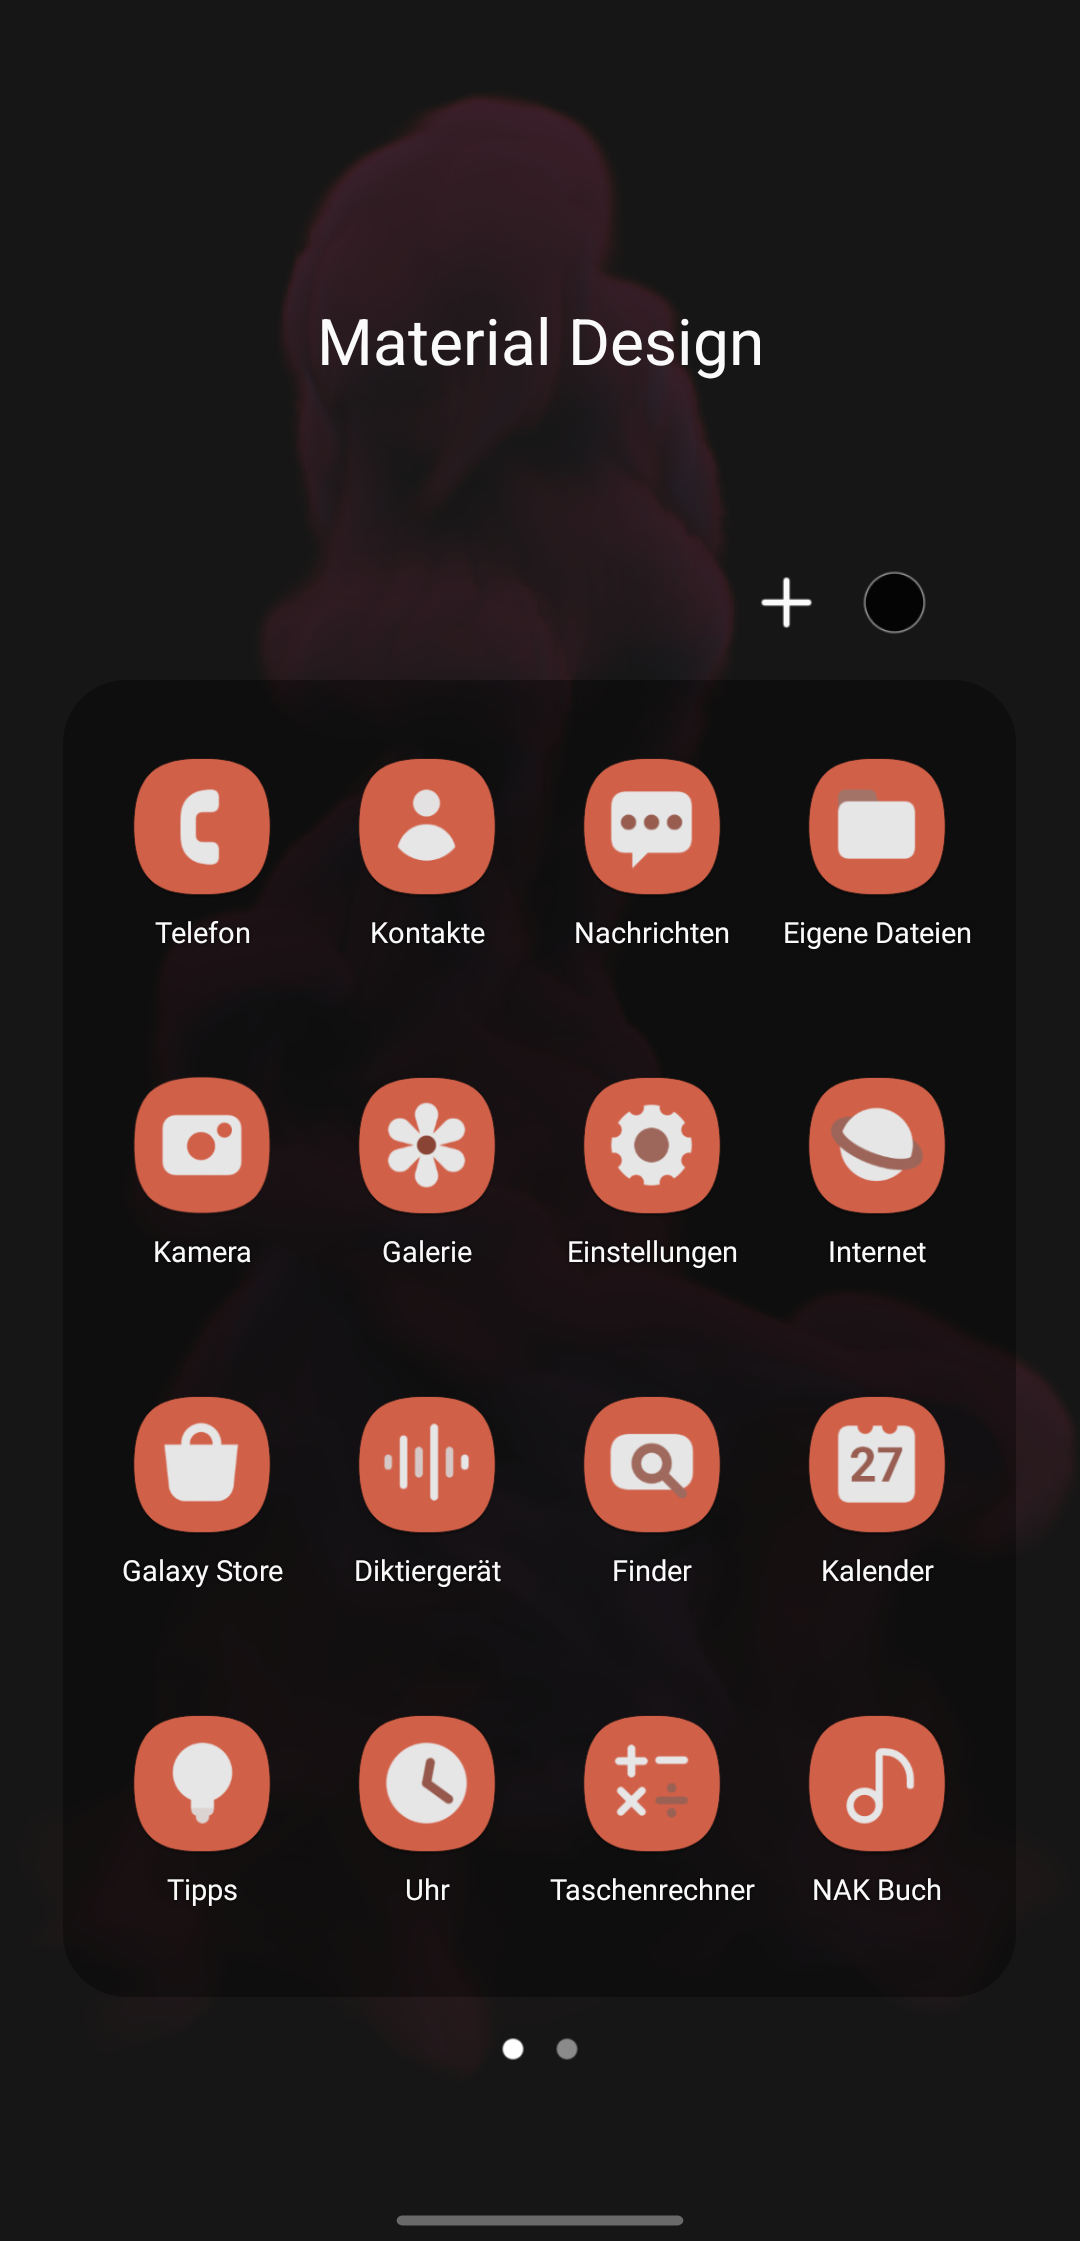 Material Design
Telefon
Kontakte
Nachrichten
Eigene Dateien
Kamera
Galerie
Einstellungen
Internet
27
Galaxy Store
Diktiergerät
Finder
Kalender
Tipps
Uhr
Taschenrechner
NAK Buch